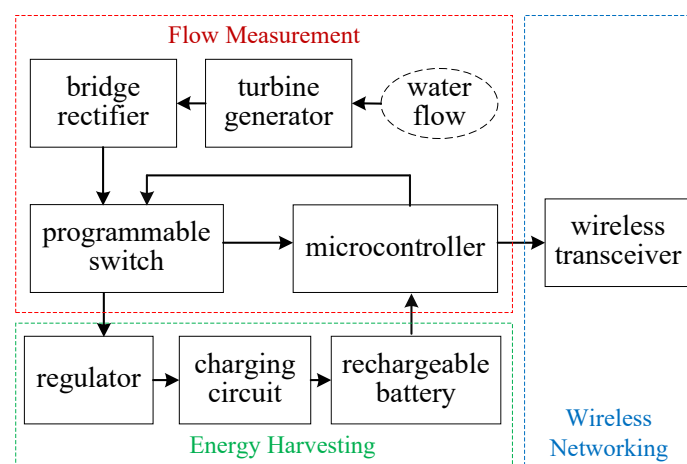 Flow Measurement
bridge
rectifier
turbine
generator
water
flow
programmable
switch
microcontroller
wireless
transceiver
regulator
charging
circuit
rechargeable
battery
Energy Harvesting
Wireless
Networking